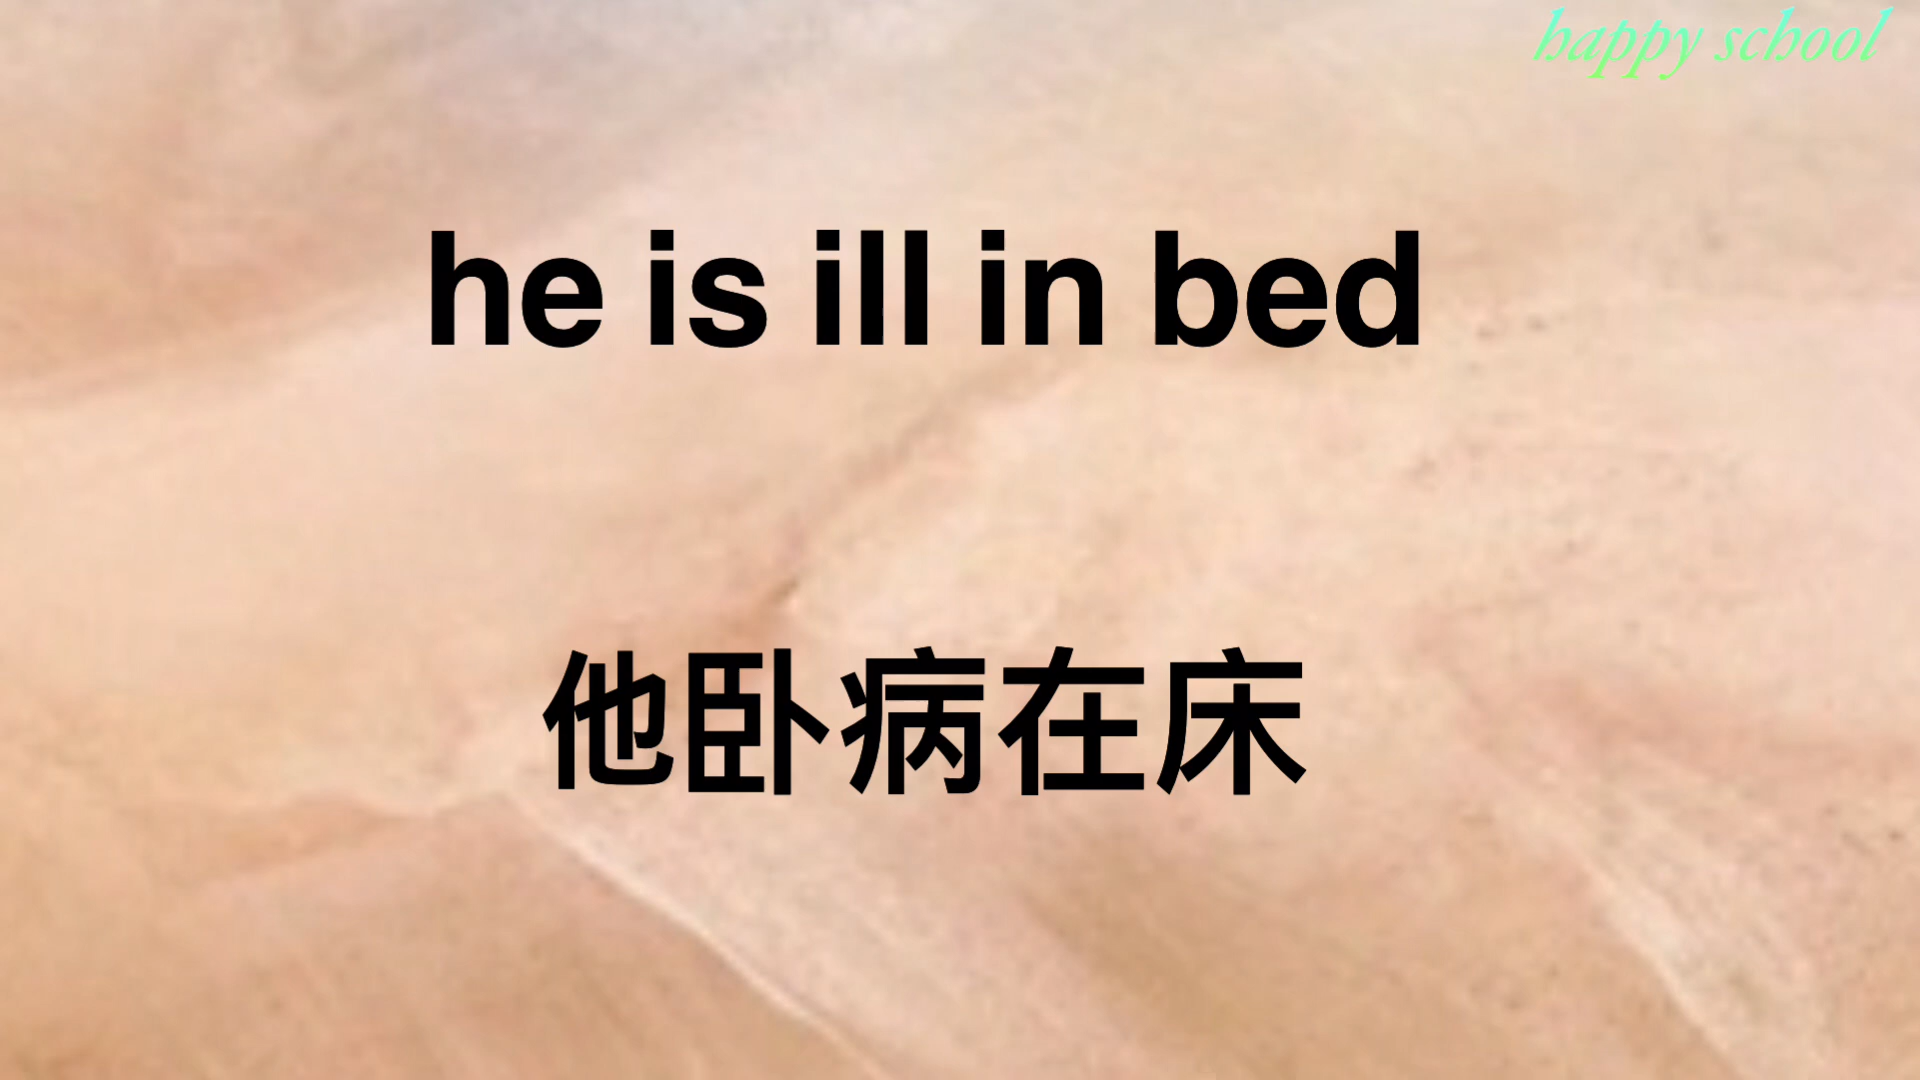 happy school
he is ill in bed
他卧病在床